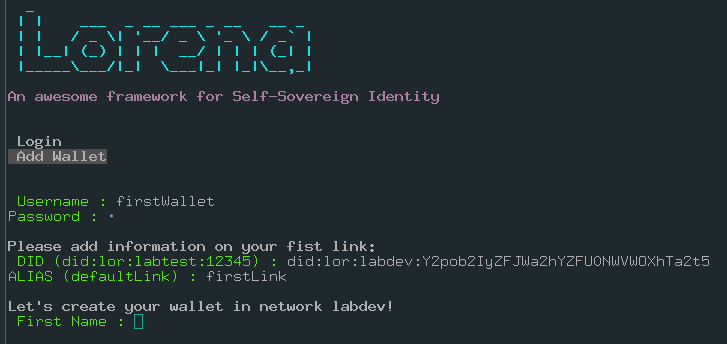 Lorena
An awesome framework for Self-Sovereign Identity
Login
Add Wallet
Username : firstWallet
Password : *
Please add information on your fist link:
DID (did:lor:labtest:12345) : did:lor:labdev:Y2pob2IyZFJWa2hYZFU0NWVWOXhTa2t5
ALIAS (defaultLink) : firstLink
Let's create your wallet in network labdev!
First Name :